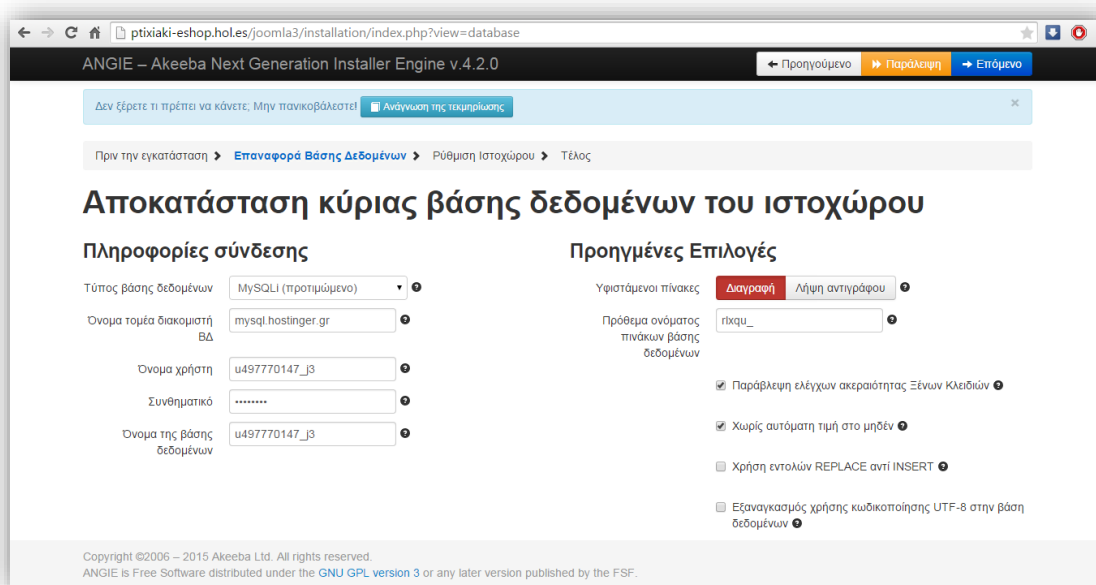 ptixiaki-eshop.hol.es/joomla3/installation/index.php?view=database
ANGIE – Akeeba Next Generation Installer Engine v.4.2.0
Προηγούμενο
Παράλειψη
Επόμενο
Δεν ξέρετε τι πρέπει να κάνετε; Μην πανικοβάλεστε! Ανάγνωση της τεκμηρίωσης
×
Πριν την εγκατάσταση Επαναφορά Βάσης Δεδομένων Ρύθμιση Ιστοχώρου Τέλος
Αποκατάσταση κύριας βάσης δεδομένων του ιστοχώρου
Πληροφορίες σύνδεσης
Τύπος βάσης δεδομένων MySQLi (προτιμώμενο)
Όνομα τομέα διακομιστή ΒΔ mysql.hostinger.gr
Όνομα χρήστη u497770147_j3
Συνθηματικό ••••••••
Όνομα της βάσης δεδομένων u497770147_j3
Προηγμένες Επιλογές
Υφιστάμενοι πίνακες Διαγραφή Λήψη αντιγράφου
Πρόθεμα ονόματος πινάκων βάσης δεδομένων rlxqu_
Παράβλεψη ελέγχων ακεραιότητας Ξένων Κλειδιών
Χωρίς αυτόματη τιμή στο μηδέν
Χρήση εντολών REPLACE αντί INSERT
Εξαναγκασμός χρήσης κωδικοποίησης UTF-8 στην βάση
δεδομένων
Copyright ©2006 – 2015 Akeeba Ltd. All rights reserved.
ANGIE is Free Software distributed under the GNU GPL version 3 or any later version published by the FSF.